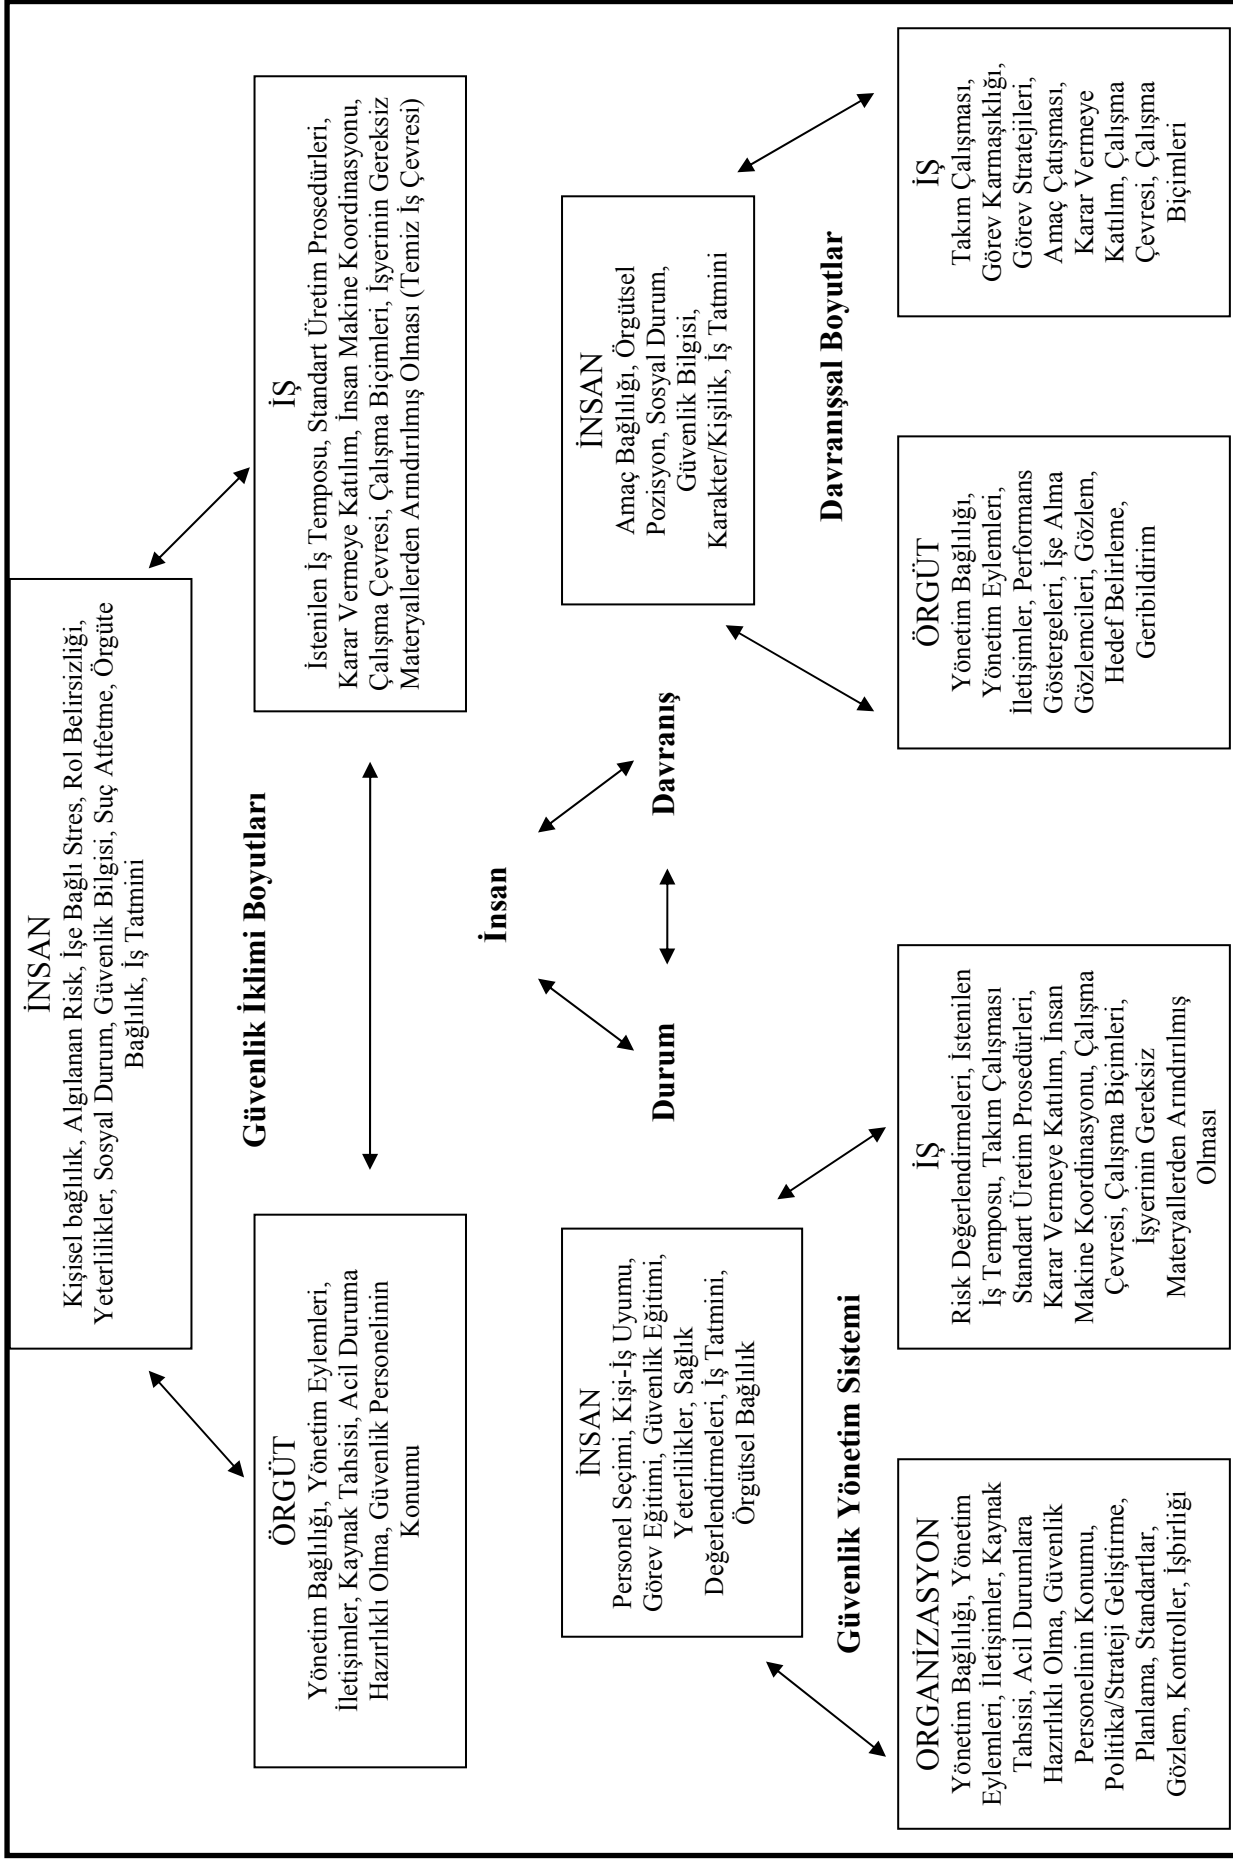 İNSAN
Kişisel bağlılık, Algılanan Risk, İşe Bağlı Stres, Rol Belirsizliği,
Yeterlilikler, Sosyal Durum, Güvenlik Bilgisi, Suç Atfetme, Örgüte
Bağlılık, İş Tatmini
Güvenlik İklimi Boyutları
ÖRGÜT
Yönetim Bağlılığı, Yönetim Eylemleri,
İletişimler, Kaynak Tahsisi, Acil Duruma
Hazırlıklı Olma, Güvenlik Personelinin
Konumu
İŞ
İstenilen İş Temposu, Standart Üretim Prosedürleri,
Karar Vermeye Katılım, İnsan Makine Koordinasyonu,
Çalışma Çevresi, Çalışma Biçimleri, İşyerinin Gereksiz
Materyallerden Arındırılmış Olması (Temiz İş Çevresi)
İnsan
Durum
Davranış
İNSAN
Personel Seçimi, Kişi-İş Uyumu,
Görev Eğitimi, Güvenlik Eğitimi,
Yeterlilikler, Sağlık
Değerlendirmeleri, İş Tatmini,
Örgütsel Bağlılık
Güvenlik Yönetim Sistemi
ORGANİZASYON
Yönetim Bağlılığı, Yönetim
Eylemleri, İletişimler, Kaynak
Tahsisi, Acil Durumlara
Hazırlıklı Olma, Güvenlik
Personelinin Konumu,
Politika/Strateji Geliştirme,
Planlama, Standartlar,
Gözlem, Kontroller, İşbirliği
İŞ
Risk Değerlendirmeleri, İstenilen
İş Temposu, Takım Çalışması
Standart Üretim Prosedürleri,
Karar Vermeye Katılım, İnsan
Makine Koordinasyonu, Çalışma
Çevresi, Çalışma Biçimleri,
İşyerinin Gereksiz
Materyallerden Arındırılmış
Olması
İNSAN
Amaç Bağlılığı, Örgütsel
Pozisyon, Sosyal Durum,
Güvenlik Bilgisi,
Karakter/Kişilik, İş Tatmini
Davranışsal Boyutlar
ÖRGÜT
Yönetim Bağlılığı,
Yönetim Eylemleri,
İletişimler, Performans
Göstergeleri, İşe Alma
Gözlemcileri, Gözlem,
Hedef Belirleme,
Geribildirim
İŞ
Takım Çalışması,
Görev Karmaşıklığı,
Görev Stratejileri,
Amaç Çatışması,
Karar Vermeye
Katılım, Çalışma
Çevresi, Çalışma
Biçimleri